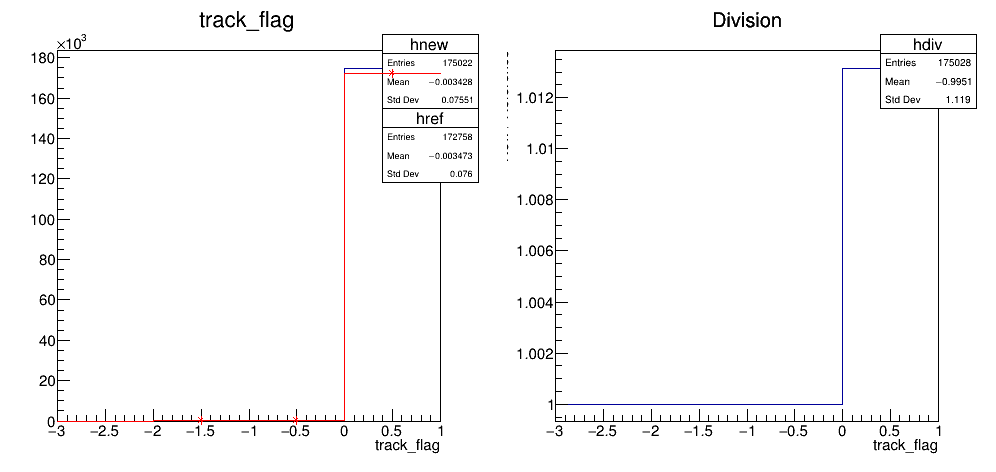 track_flag
×10³
hnew
Entries 175022
Mean −0.003428
Std Dev 0.07551
href
Entries 172758
Mean −0.003473
Std Dev 0.076
180
160
140
120
100
80
60
40
20
0
−3 −2.5 −2 −1.5 −1 −0.5 0 0.5 1
track_flag
Division
hdiv
Entries 175028
Mean −0.9951
Std Dev 1.119
1.012
1.01
1.008
1.006
1.004
1.002
1
−3 −2.5 −2 −1.5 −1 −0.5 0 0.5 1
track_flag